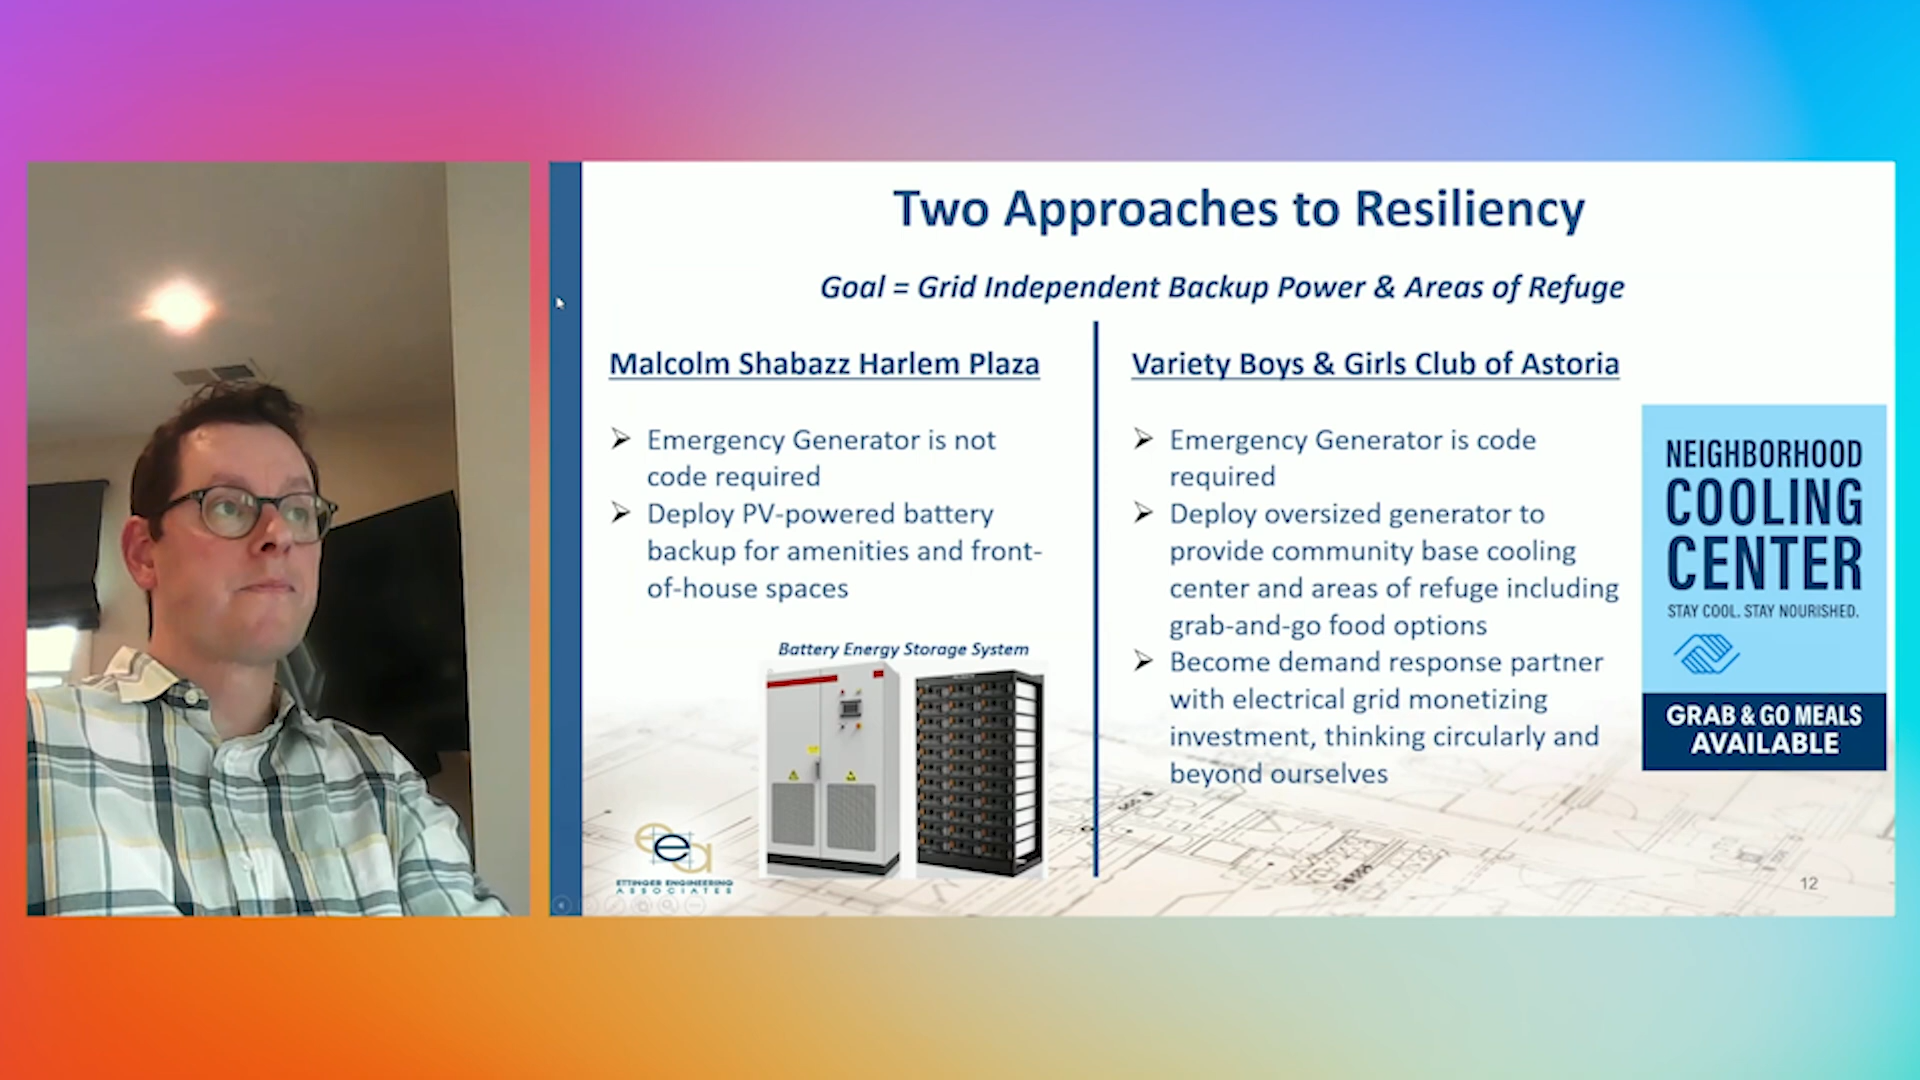 Two Approaches to Resiliency
Goal = Grid Independent Backup Power & Areas of Refuge
Malcolm Shabazz Harlem Plaza
Emergency Generator is not
code required
Deploy PV-powered battery
backup for amenities and front-
of-house spaces
Battery Energy Storage System
ea
ETTINGER ENGINEERING
ASSOCIATES
Variety Boys & Girls Club of Astoria
Emergency Generator is code
required
Deploy oversized generator to
provide community base cooling
center and areas of refuge including
grab-and-go food options
Become demand response partner
with electrical grid monetizing
investment, thinking circularly and
beyond ourselves
NEIGHBORHOOD
COOLING
CENTER
STAY COOL. STAY NOURISHED.
GRAB & GO MEALS
AVAILABLE
12